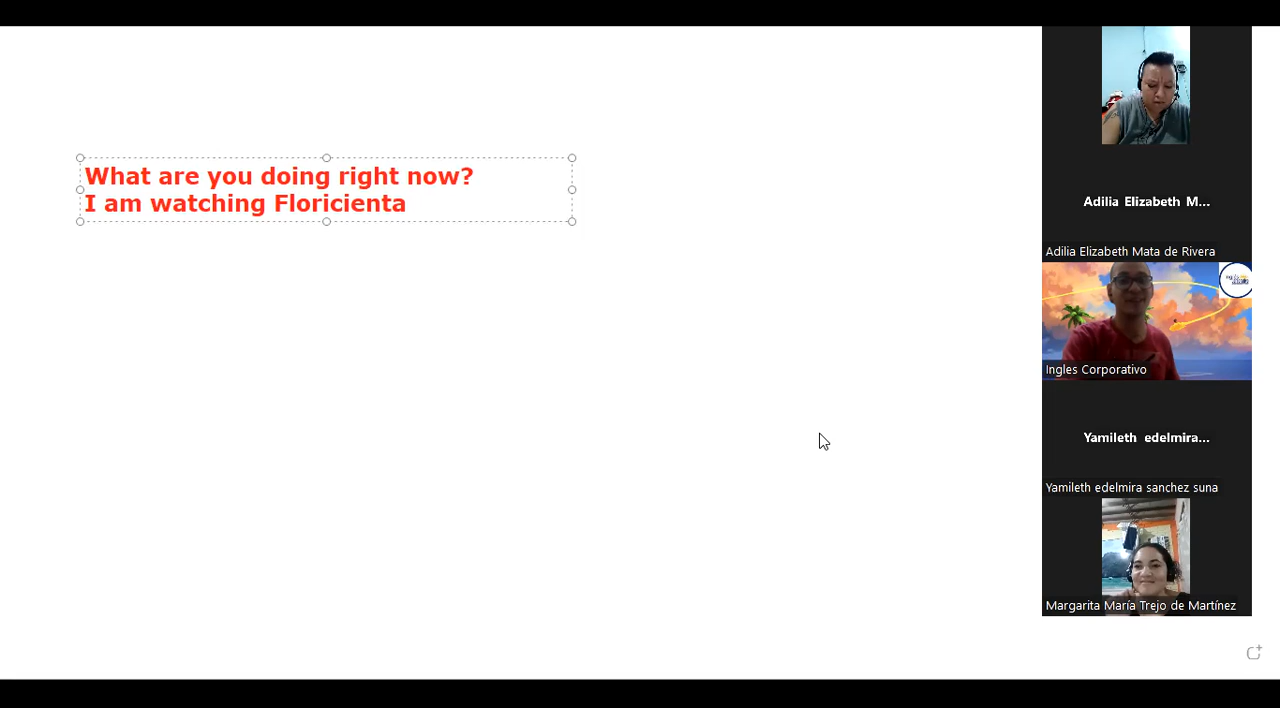 What are you doing right now?
I am watching Floricienta
Adilia Elizabeth M...
Adilia Elizabeth Mata de Rivera
Ingles Corporativo
Yamileth edelmira...
Yamileth edelmira sanchez suna
Margarita María Trejo de Martínez